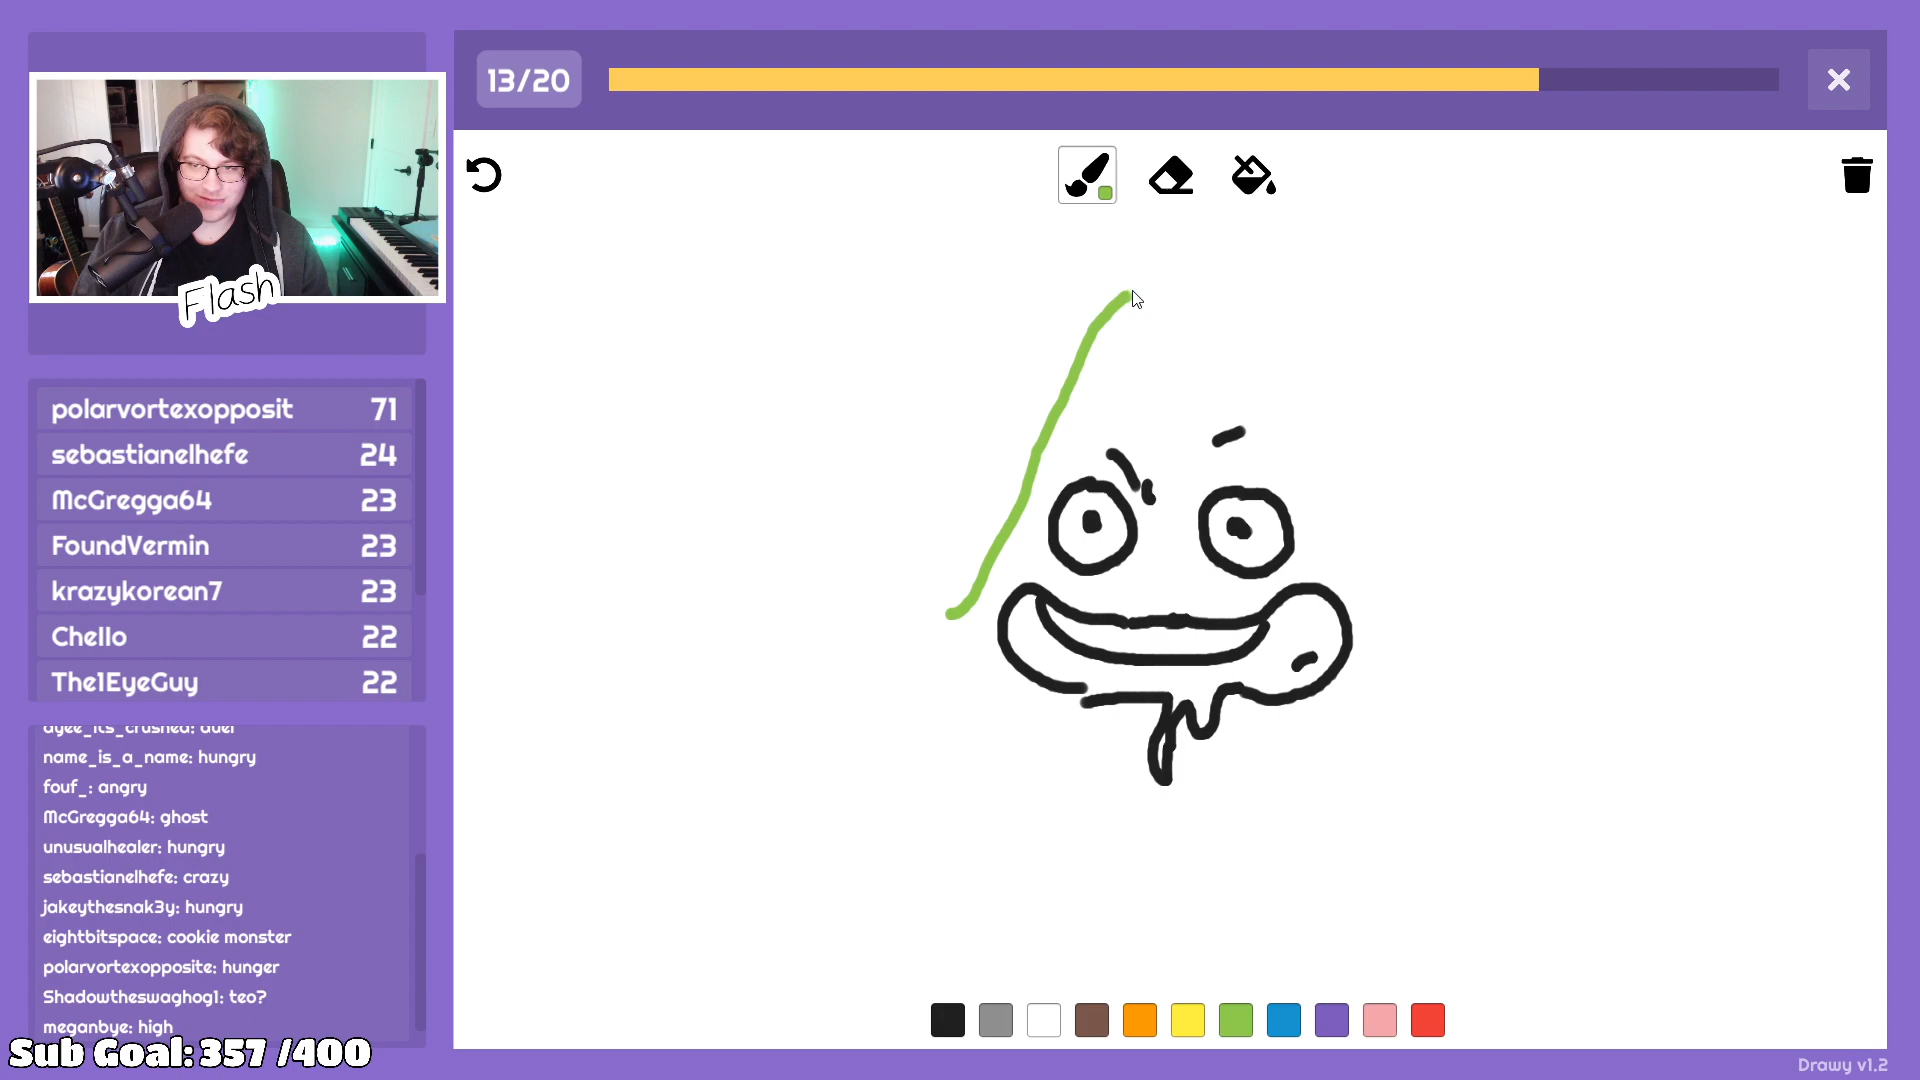 13/20
Flash
polarvortexopposit 71
sebastianelhefe 24
McGregga64 23
FoundVermin 23
krazykorean7 23
Chello 22
The1EyeGuy 22
ayee_its_crushed: duel
name_is_a_name: hungry
fouf_: angry
McGregga64: ghost
unusualhealer: hungry
sebastianelhefe: crazy
jakeythesnak3y: hungry
eightbitspace: cookie monster
polarvortexopposite: hunger
Shadowtheswaghog1: teo?
meganbye: high
Sub Goal: 357 /400
Drawy v1.2